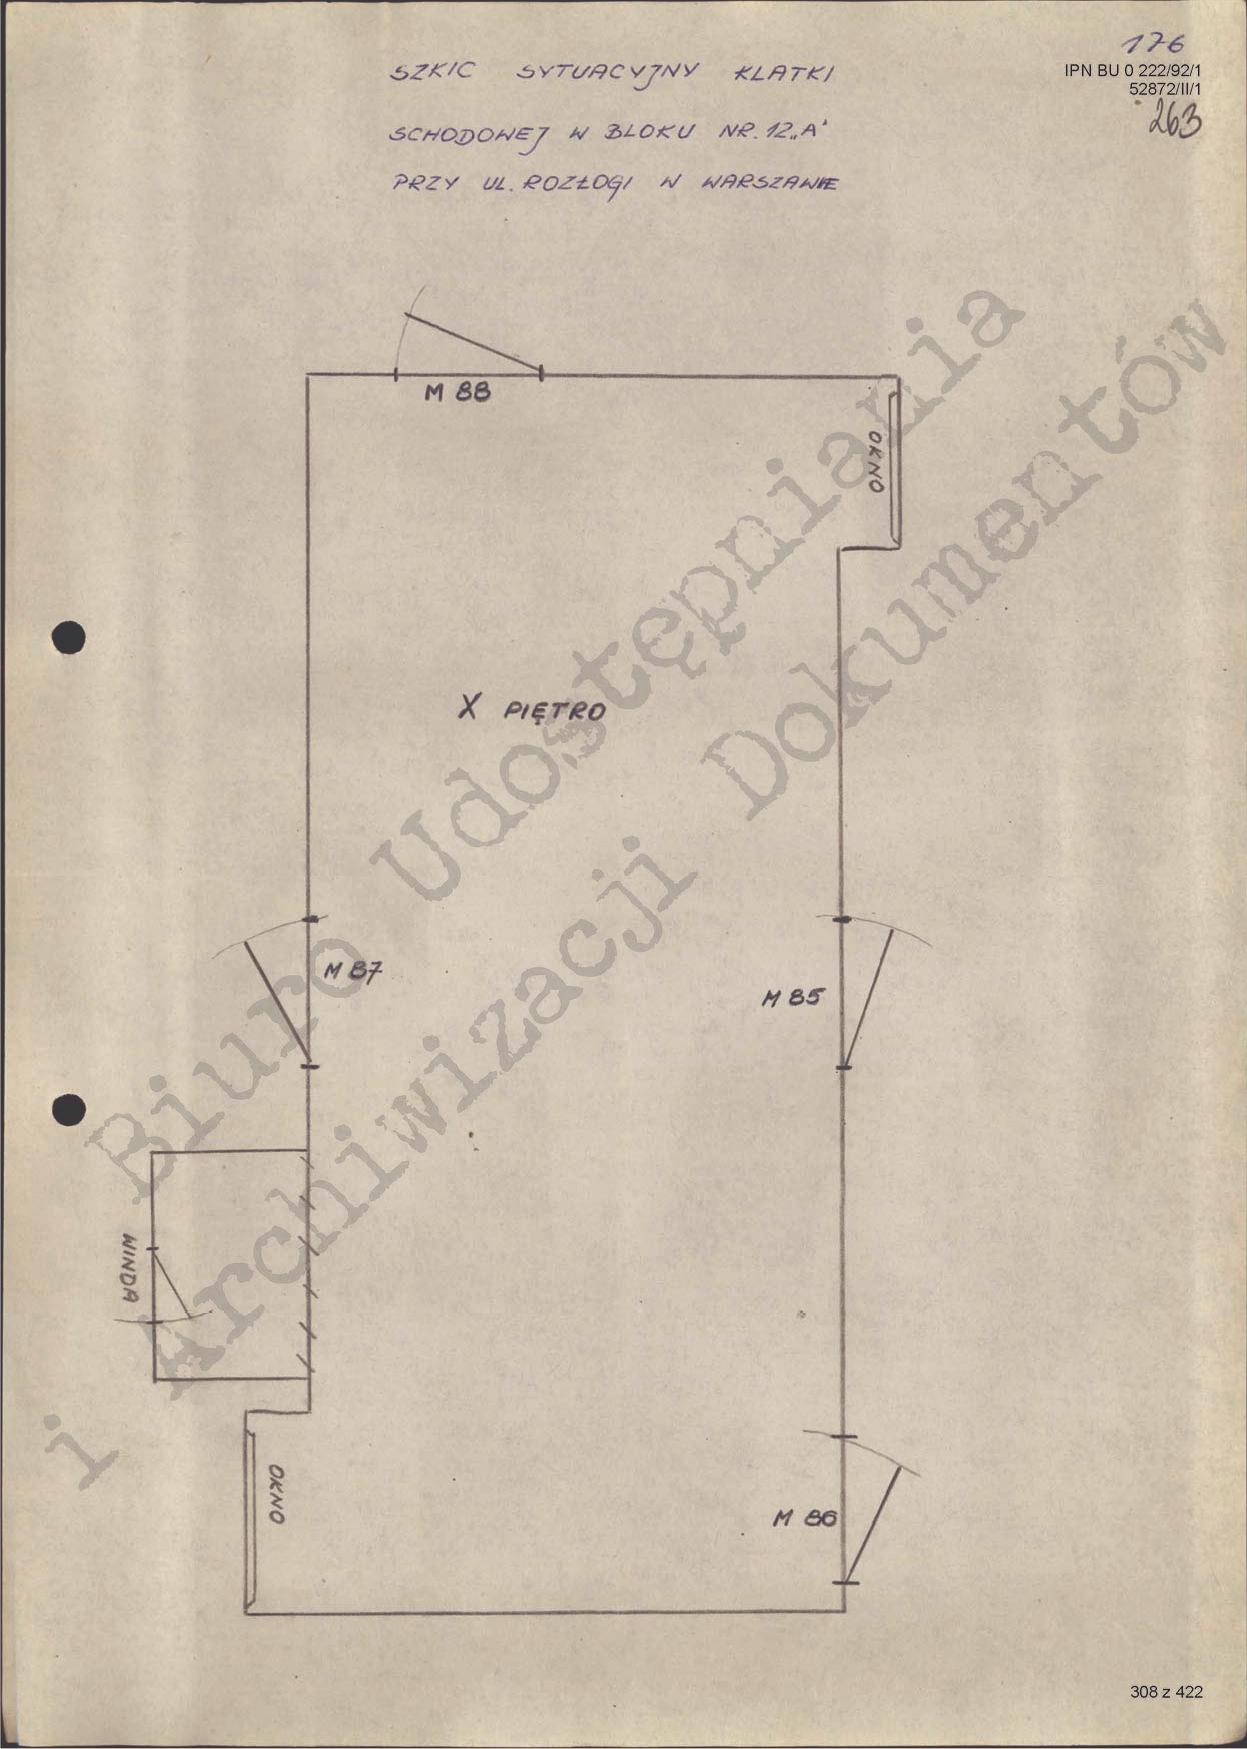 176
IPN BU 0 222/92/1
52872/II/1
263
SZKIC SYTUACYJNY KLATKI
SCHODOWEJ W BLOKU NR. 12„A"
PRZY UL. ROZŁOGI W WARSZAWIE
M 88
OKNO
X PIĘTRO
M 87
M 85
WINDA
OKNO
M 86
Biuro Udostępniania
i Archiwizacji Dokumentów
308 z 422